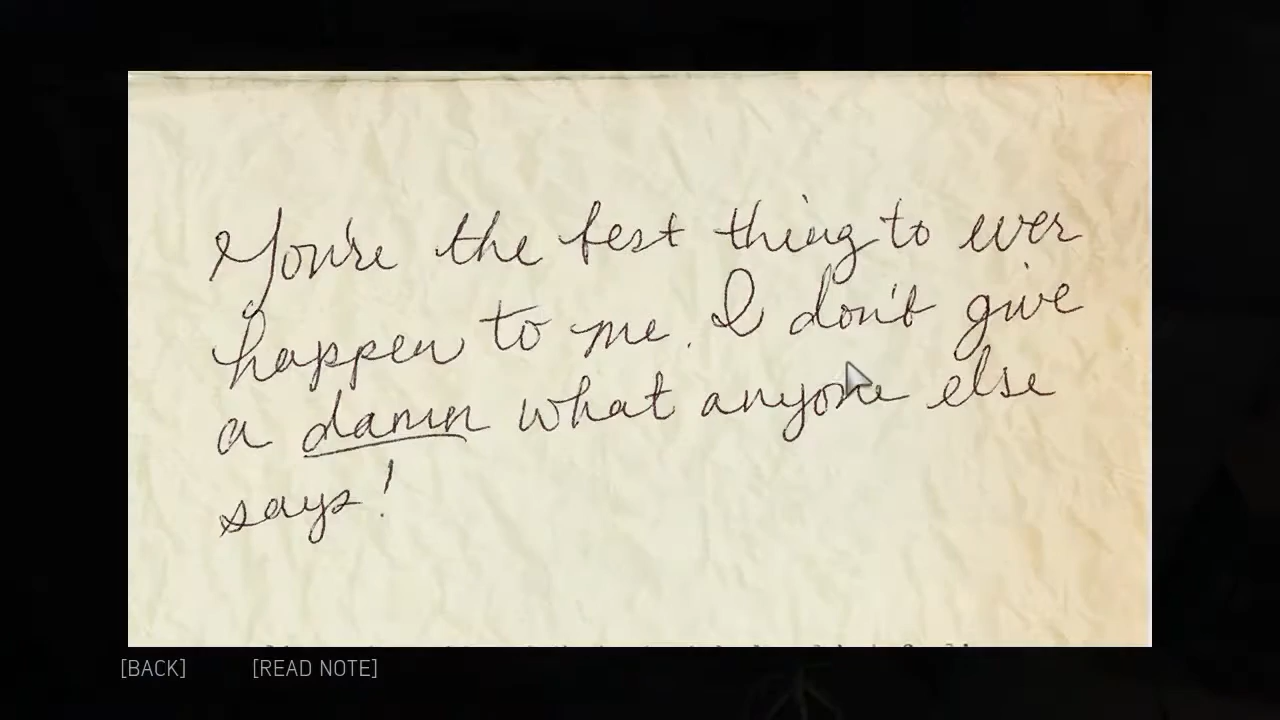 You're the best thing to ever
happen to me. I don't give
a damn what anyone else
says!
[BACK] [READ NOTE]